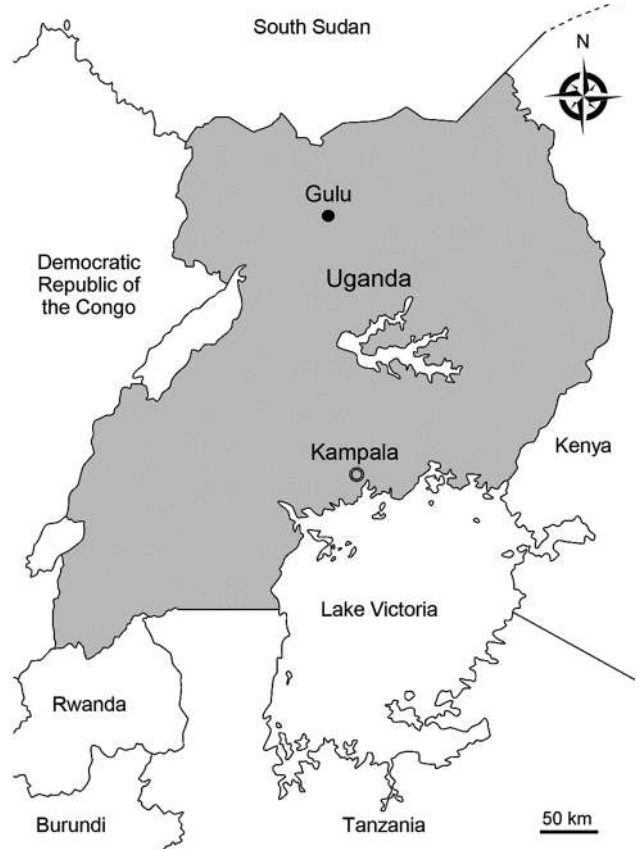 South Sudan
N
Gulu
Democratic
Republic of
the Congo
Uganda
Kampala
Kenya
Lake Victoria
Rwanda
Burundi
Tanzania
50 km